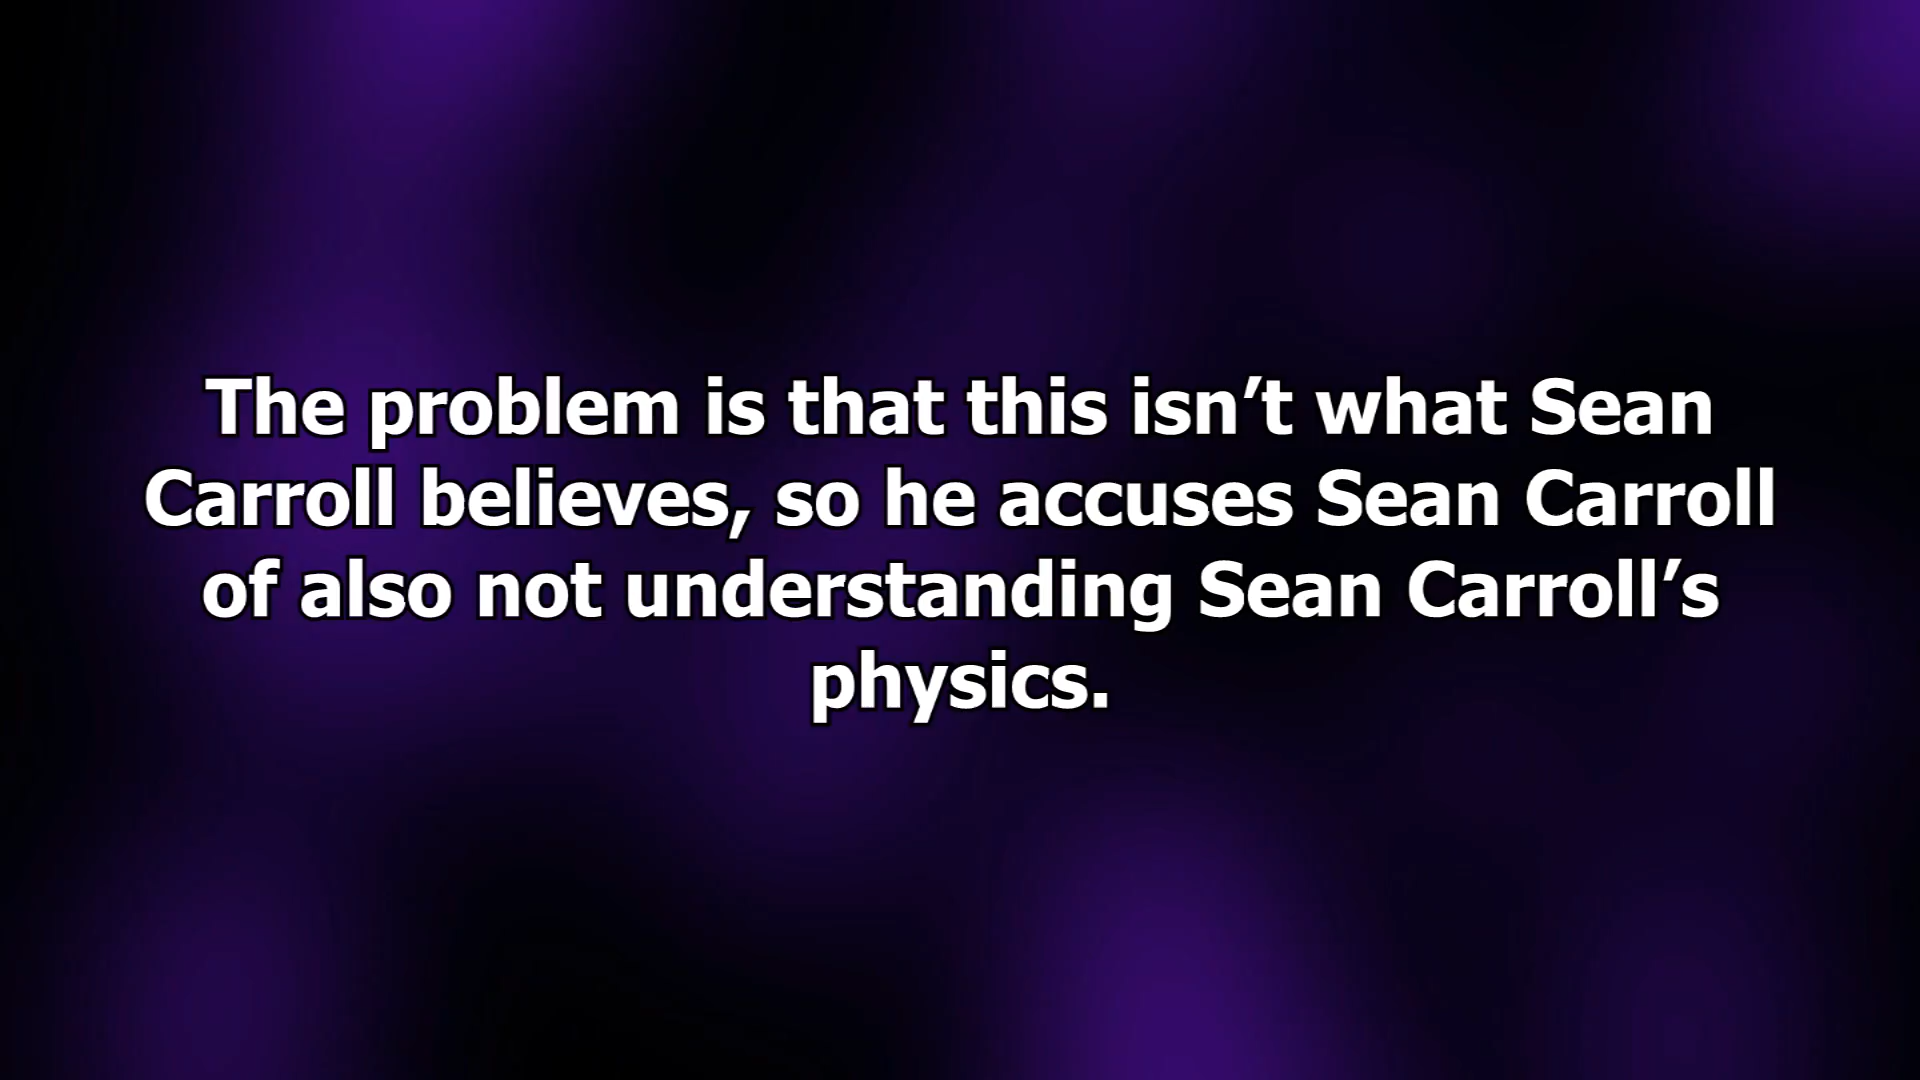 The problem is that this isn’t what Sean
Carroll believes, so he accuses Sean Carroll
of also not understanding Sean Carroll’s
physics.